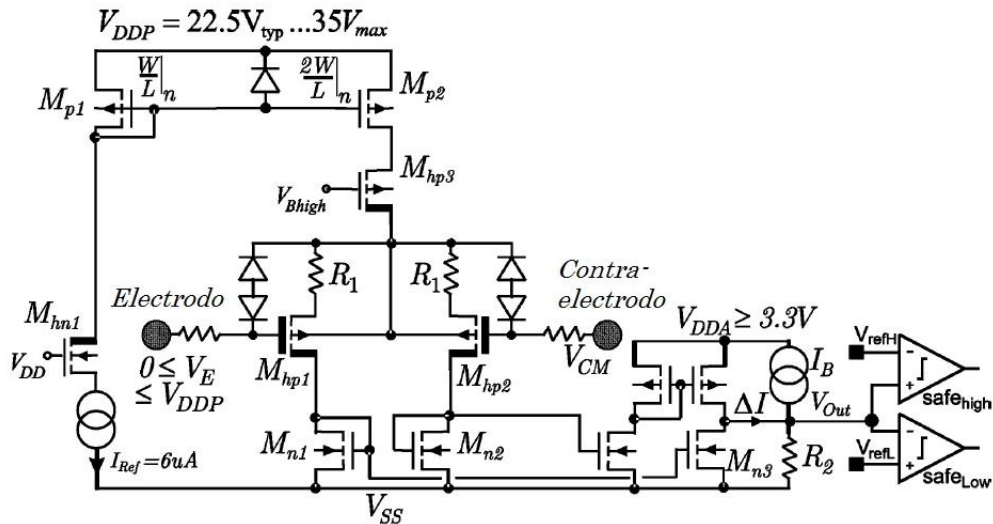 V_DDP = 22.5V_typ ...35V_max
W/L|n
2W/L|n
M_p1
M_p2
M_hp3
V_Bhigh
R_1
R_1
Electrodo
Contra-
electrodo
M_hn1
V_DD
0 ≤ V_E
≤ V_DDP
M_hp1
M_hp2
V_CM
V_DDA ≥ 3.3V
I_B
V_refH
-
+
safe_high
ΔI
V_Out
V_refL
-
+
safe_Low
M_n1
M_n2
M_n3
R_2
I_Ref=6uA
V_SS